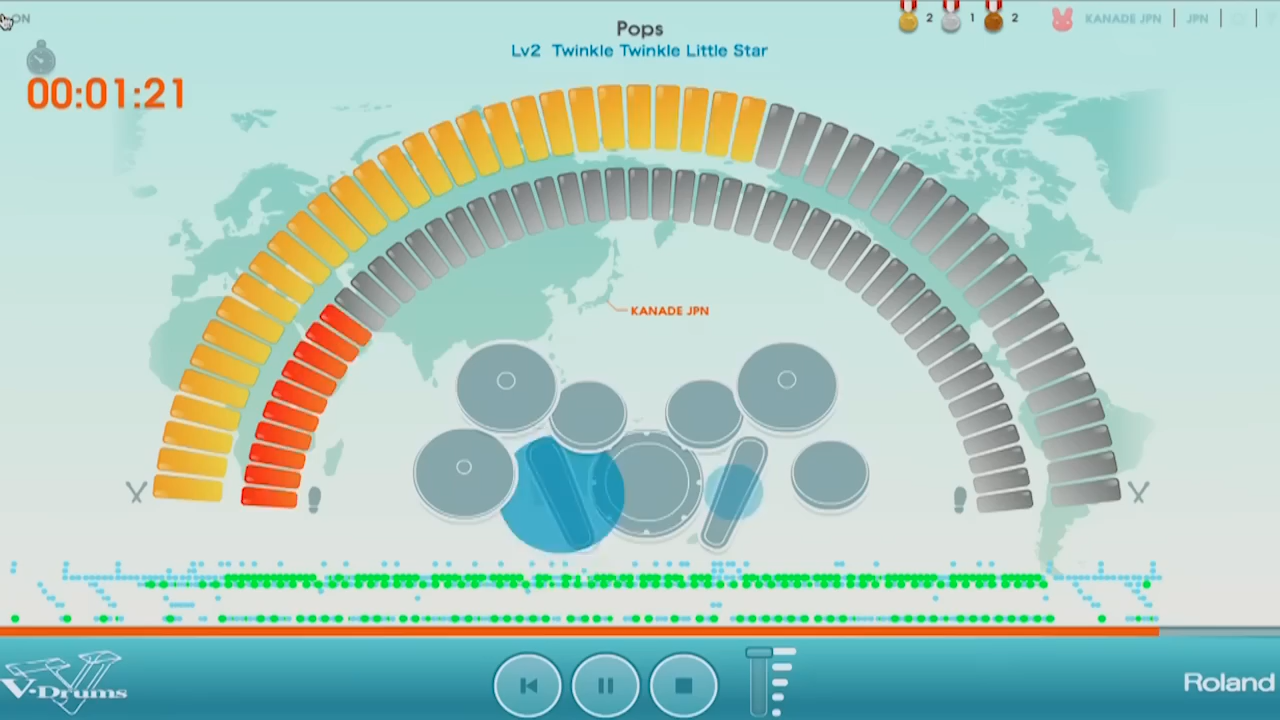 ON
Pops
Lv2 Twinkle Twinkle Little Star
2 1 2
KANADE JPN | JPN
00:01:21
KANADE JPN
V-Drums
Roland